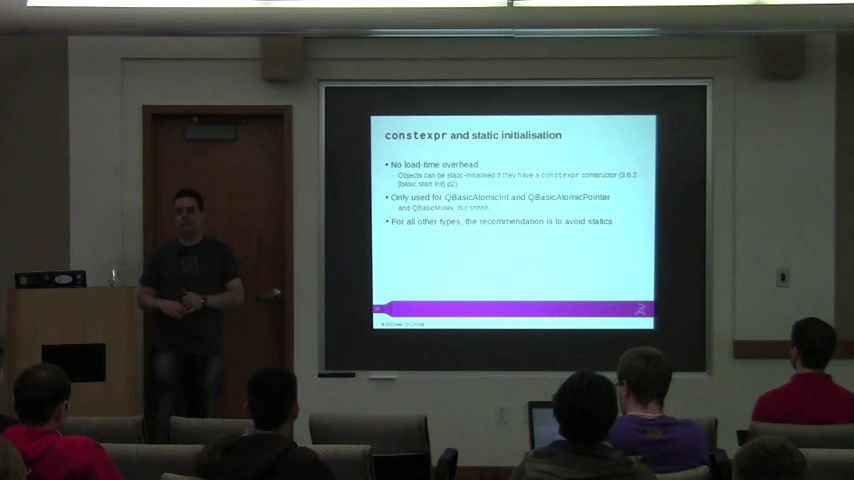 constexpr and static initialisation
• No load-time overhead
– Objects can be static-initialised if they have a constexpr constructor (3.6.2
[basic.start.init] p2)
• Only used for QBasicAtomicInt and QBasicAtomicPointer
– and QBasicMutex, but shhhh
• For all other types, the recommendation is to avoid statics